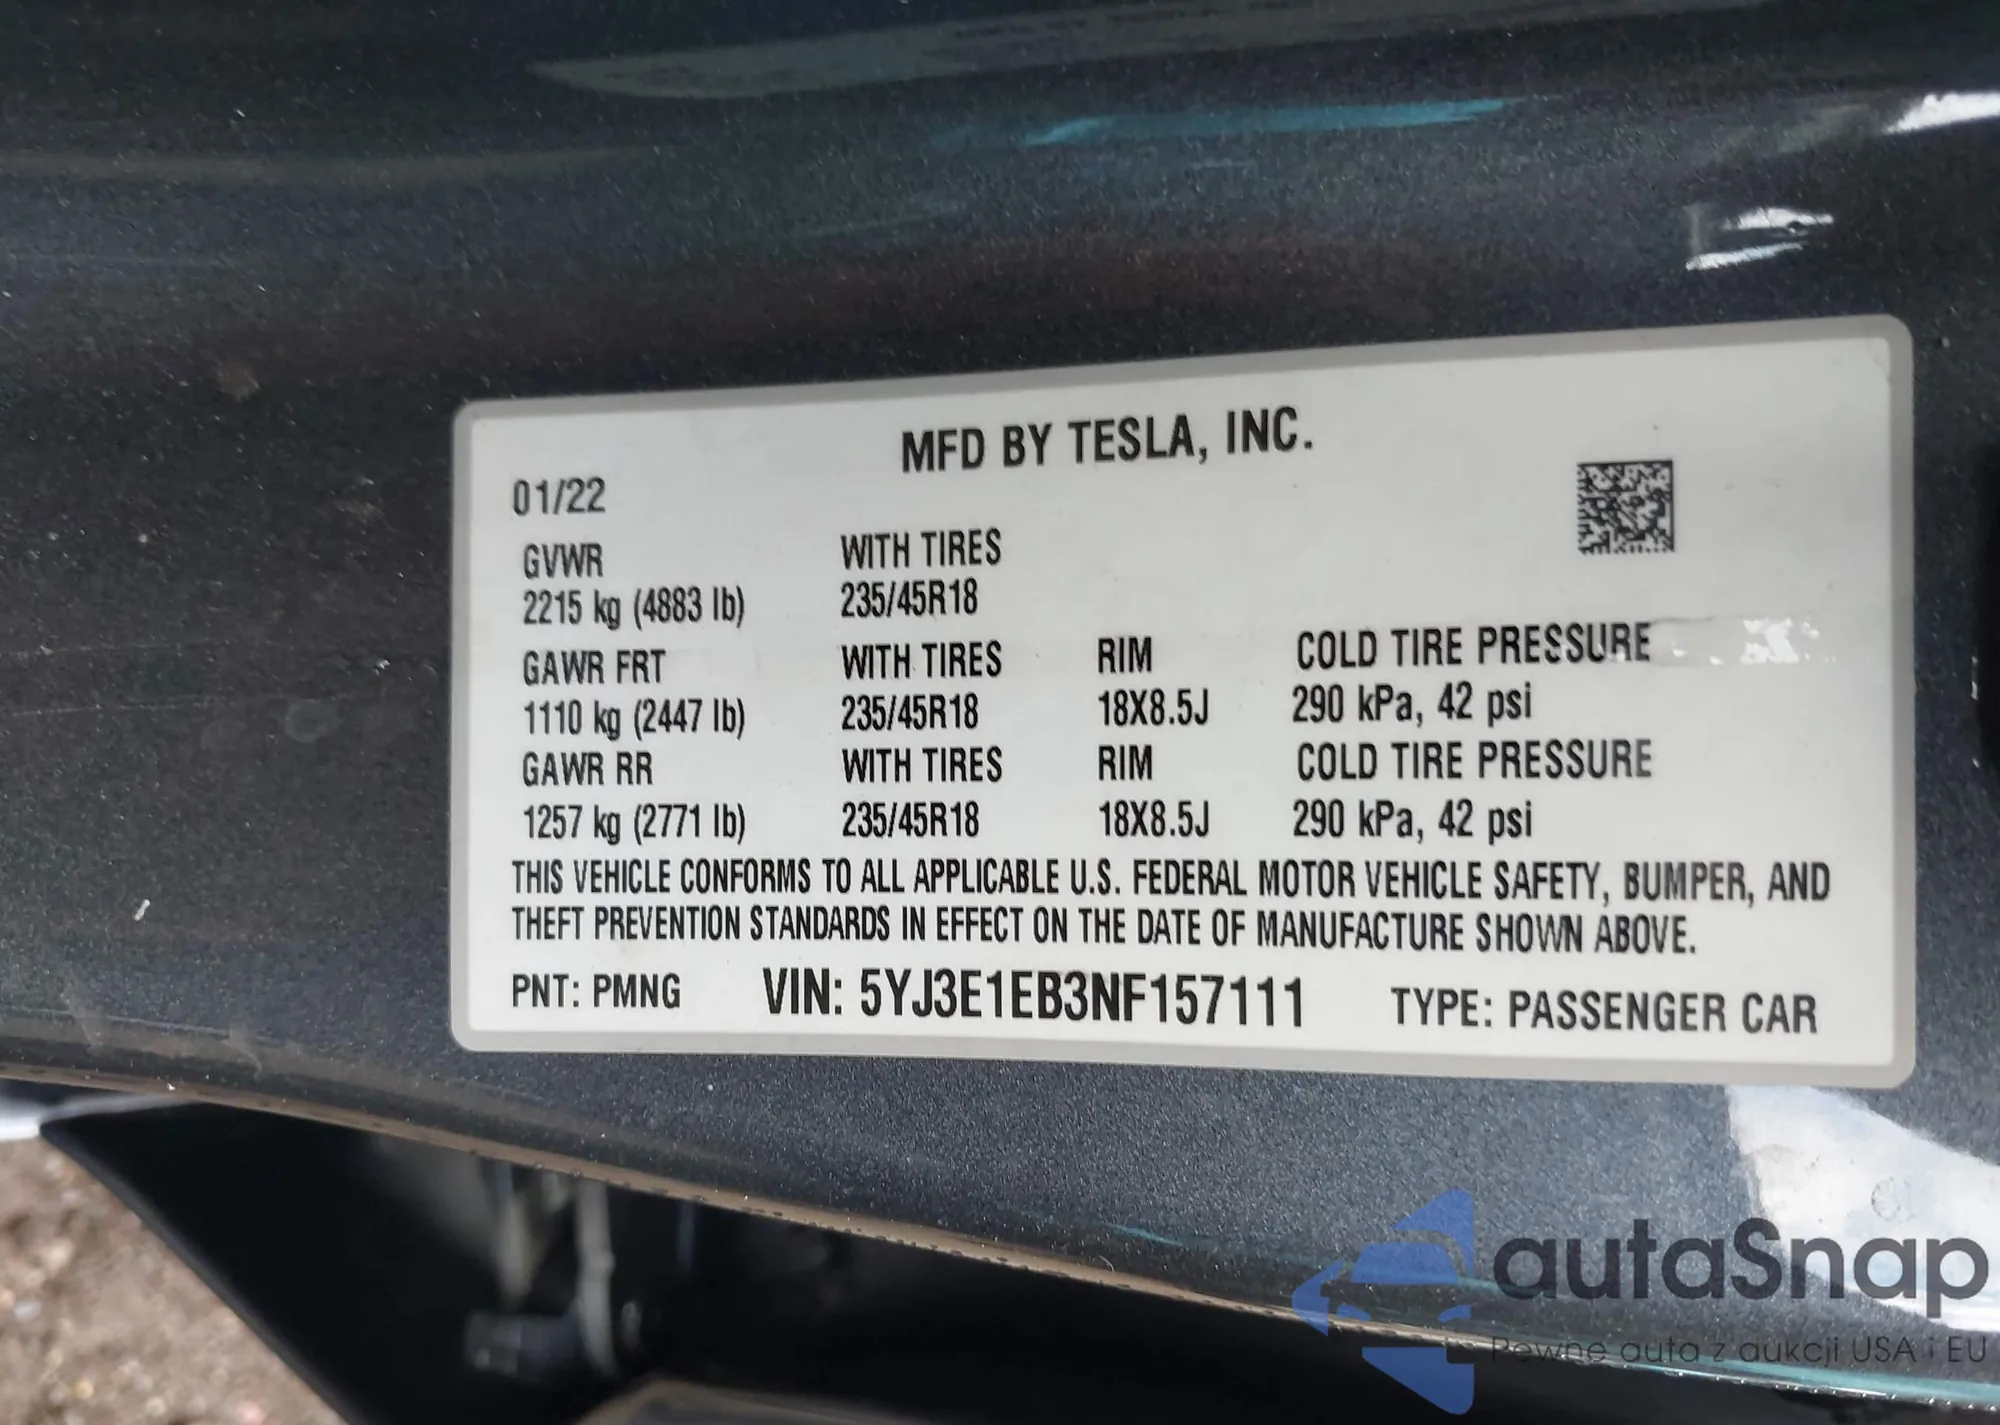 MFD BY TESLA, INC.
01/22
GVWR WITH TIRES
2215 kg (4883 lb) 235/45R18
GAWR FRT WITH TIRES RIM COLD TIRE PRESSURE
1110 kg (2447 lb) 235/45R18 18X8.5J 290 kPa, 42 psi
GAWR RR WITH TIRES RIM COLD TIRE PRESSURE
1257 kg (2771 lb) 235/45R18 18X8.5J 290 kPa, 42 psi
THIS VEHICLE CONFORMS TO ALL APPLICABLE U.S. FEDERAL MOTOR VEHICLE SAFETY, BUMPER, AND
THEFT PREVENTION STANDARDS IN EFFECT ON THE DATE OF MANUFACTURE SHOWN ABOVE.
PNT: PMNG VIN: 5YJ3E1EB3NF157111 TYPE: PASSENGER CAR
autaSnap
Pewne auta z aukcji USA i EU